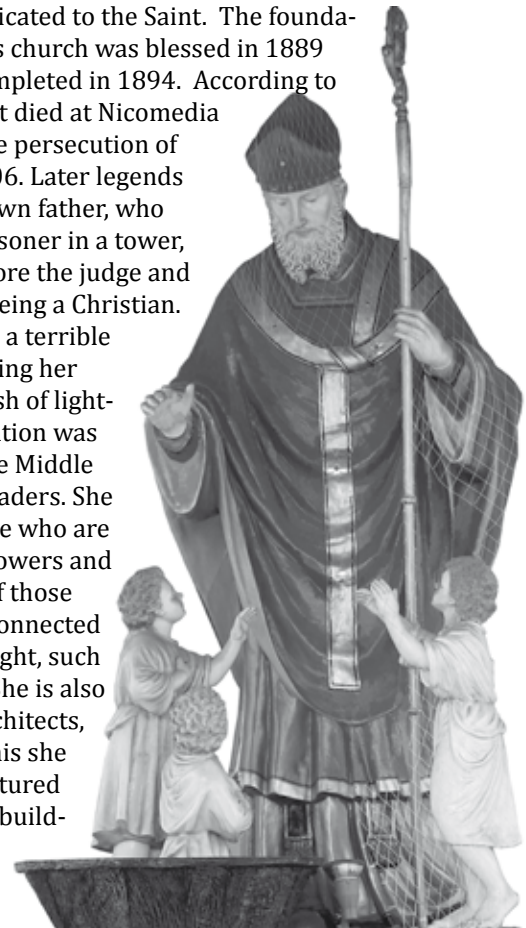 icated to the Saint. The founda-
s church was blessed in 1889
mpleted in 1894. According to
t died at Nicomedia
e persecution of
06. Later legends
wn father, who
soner in a tower,
ore the judge and
eing a Christian.
a terrible
ing her
sh of light-
tion was
e Middle
aders. She
e who are
owers and
f those
onnected
ght, such
he is also
chitects,
his she
tured
build-